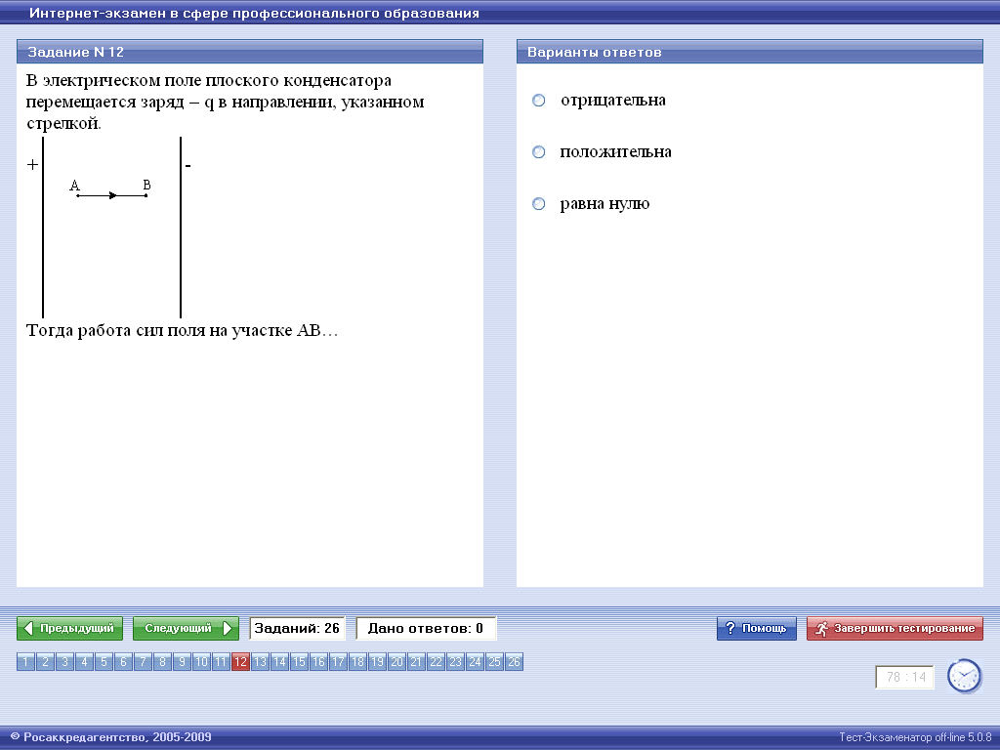 Интернет-экзамен в сфере профессионального образования
Задание N 12
В электрическом поле плоского конденсатора
перемещается заряд – q в направлении, указанном
стрелкой.
+ -
A B
Тогда работа сил поля на участке АВ…
Варианты ответов
отрицательна
положительна
равна нулю
Предыдущий Следующий Заданий: 26 Дано ответов: 0 ? Помощь Завершить тестирование
1 2 3 4 5 6 7 8 9 10 11 12 13 14 15 16 17 18 19 20 21 22 23 24 25 26
78 : 14
© Росаккредагентство, 2005-2009 Тест-Экзаменатор off-line 5.0.8